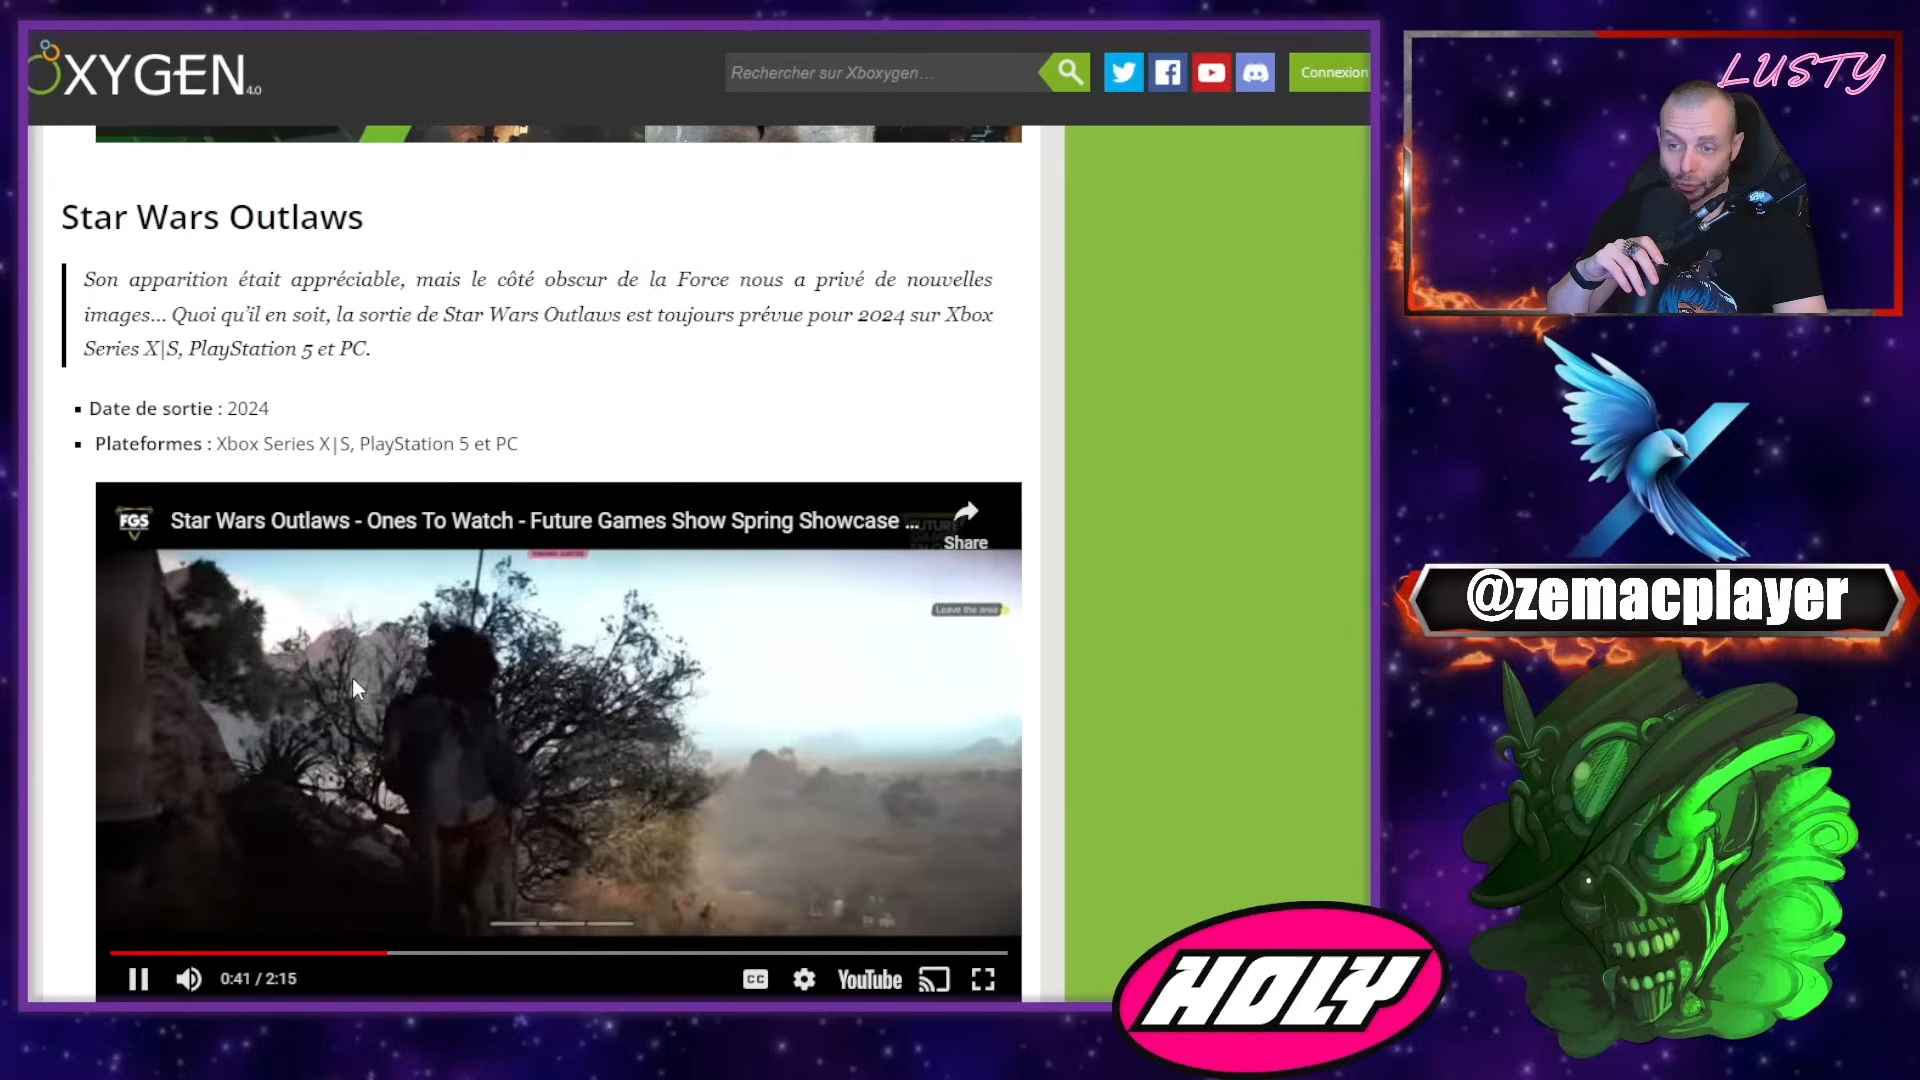 OXYGEN 4.0
Rechercher sur Xboxygen...
Connexion
LUSTY
Star Wars Outlaws
Son apparition était appréciable, mais le côté obscur de la Force nous a privé de nouvelles
images... Quoi qu'il en soit, la sortie de Star Wars Outlaws est toujours prévue pour 2024 sur Xbox
Series X|S, PlayStation 5 et PC.
Date de sortie : 2024
Plateformes : Xbox Series X|S, PlayStation 5 et PC
FGS
Star Wars Outlaws - Ones To Watch - Future Games Show Spring Showcase ...
Share
Leave the area
@zemacplayer
0:41 / 2:15
CC
YouTube
HOLY